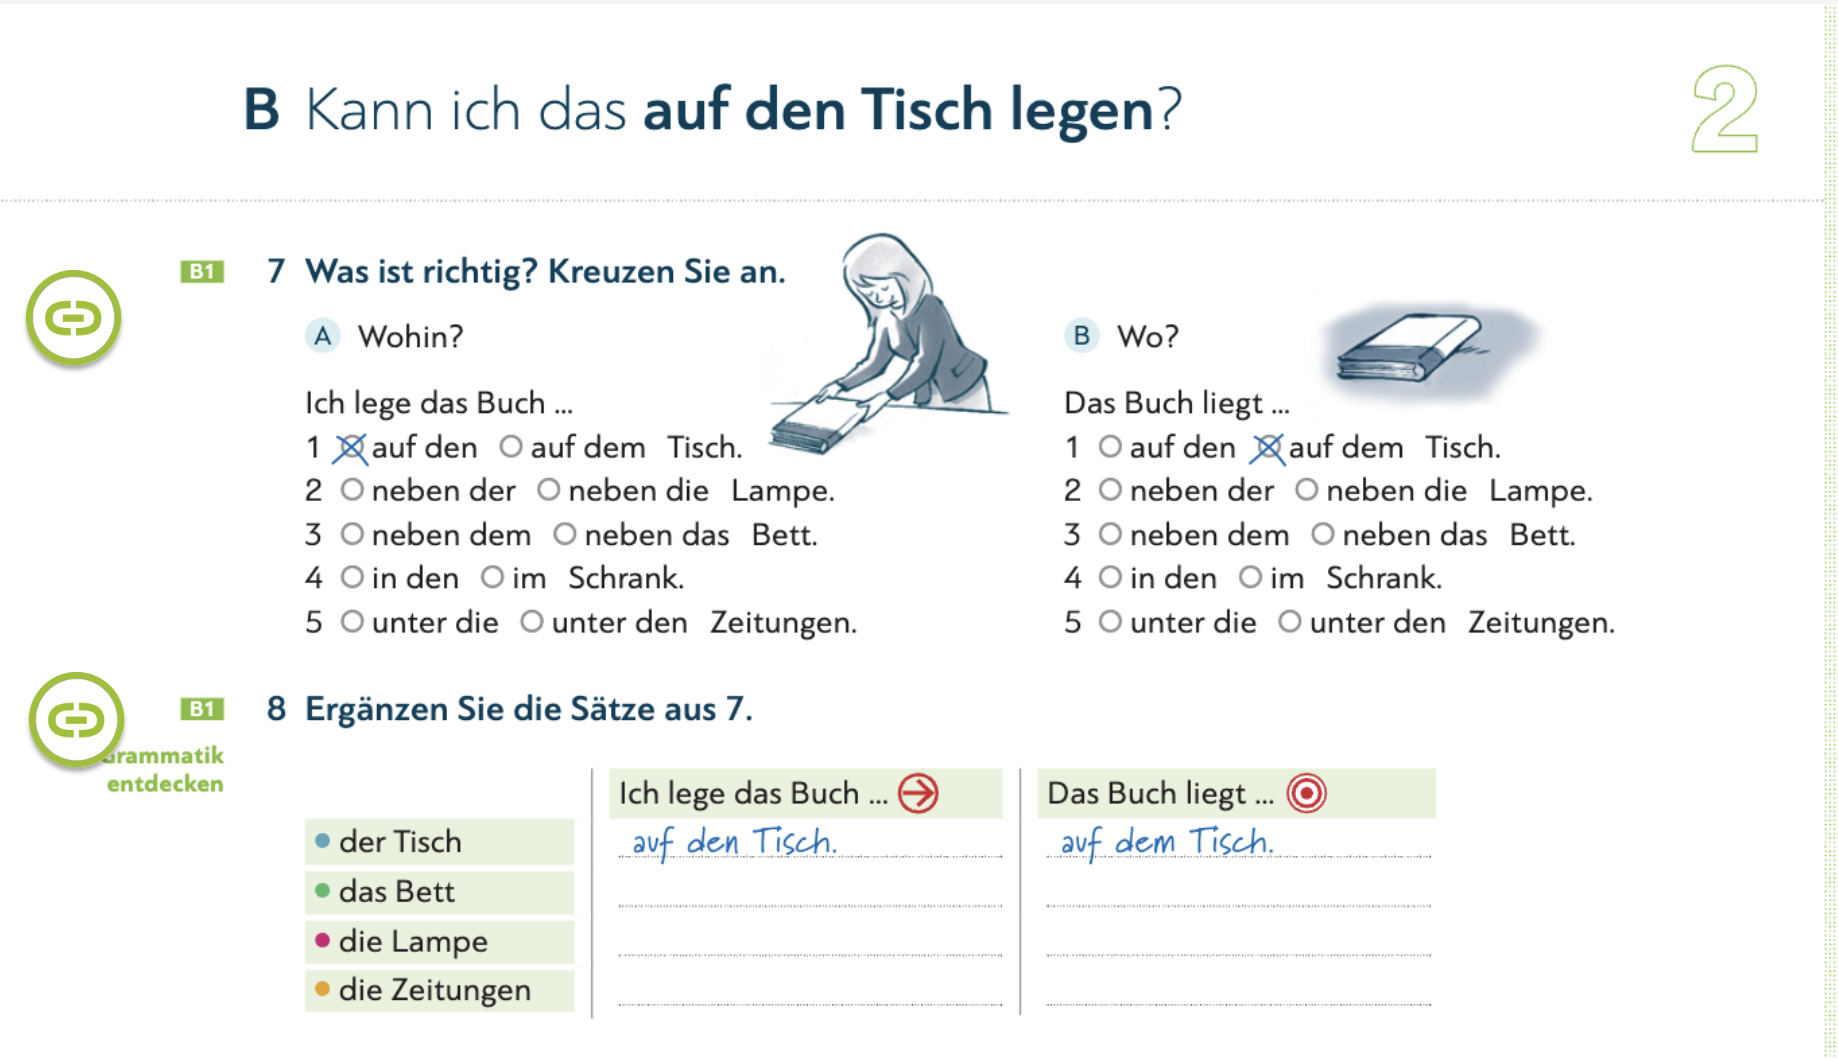 B Kann ich das auf den Tisch legen?
2
B1 7 Was ist richtig? Kreuzen Sie an.
A Wohin?
Ich lege das Buch ...
1 auf den auf dem Tisch.
2 neben der neben die Lampe.
3 neben dem neben das Bett.
4 in den im Schrank.
5 unter die unter den Zeitungen.
B Wo?
Das Buch liegt ...
1 auf den auf dem Tisch.
2 neben der neben die Lampe.
3 neben dem neben das Bett.
4 in den im Schrank.
5 unter die unter den Zeitungen.
B1 8 Ergänzen Sie die Sätze aus 7.
Grammatik
entdecken
Ich lege das Buch ... Das Buch liegt ...
der Tisch auf den Tisch. auf dem Tisch.
das Bett
die Lampe
die Zeitungen